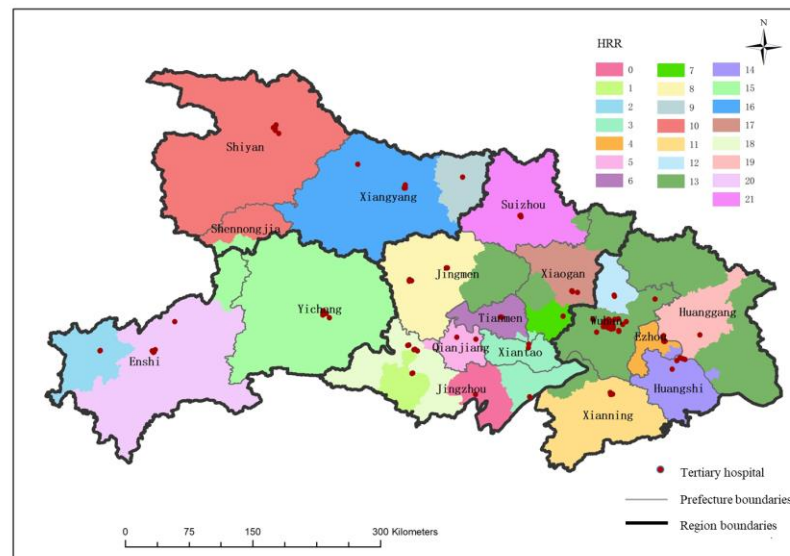 N
HRR
0 7 14
1 8 15
2 9 16
3 10 17
4 11 18
5 12 19
6 13 20
21
Shiyan
Xiangyang
Suizhou
Shennongjia
Jingmen
Xiaogan
Yichang
Tianmen
Wuhan
Huanggang
Ezhou
Qianjiang
Xiantao
Enshi
Jingzhou
Huangshi
Xianning
Tertiary hospital
Prefecture boundaries
Region boundaries
0 75 150 300 Kilometers